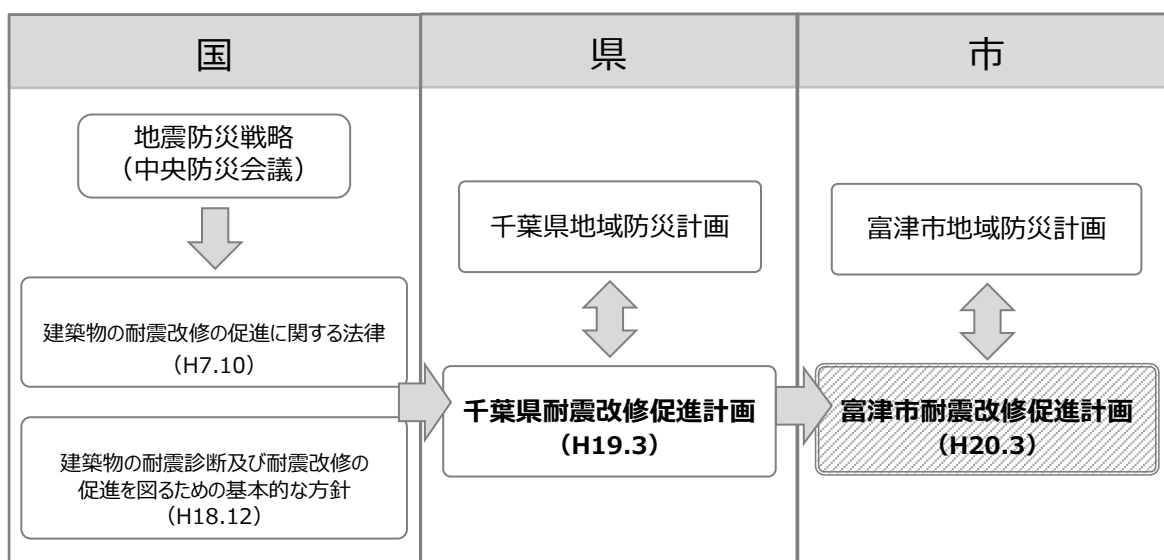 国
県
市
地震防災戦略
（中央防災会議）
建築物の耐震改修の促進に関する法律
（H7.10）
建築物の耐震診断及び耐震改修の
促進を図るための基本的な方針
（H18.12）
千葉県地域防災計画
千葉県耐震改修促進計画
（H19.3）
富津市地域防災計画
富津市耐震改修促進計画
（H20.3）